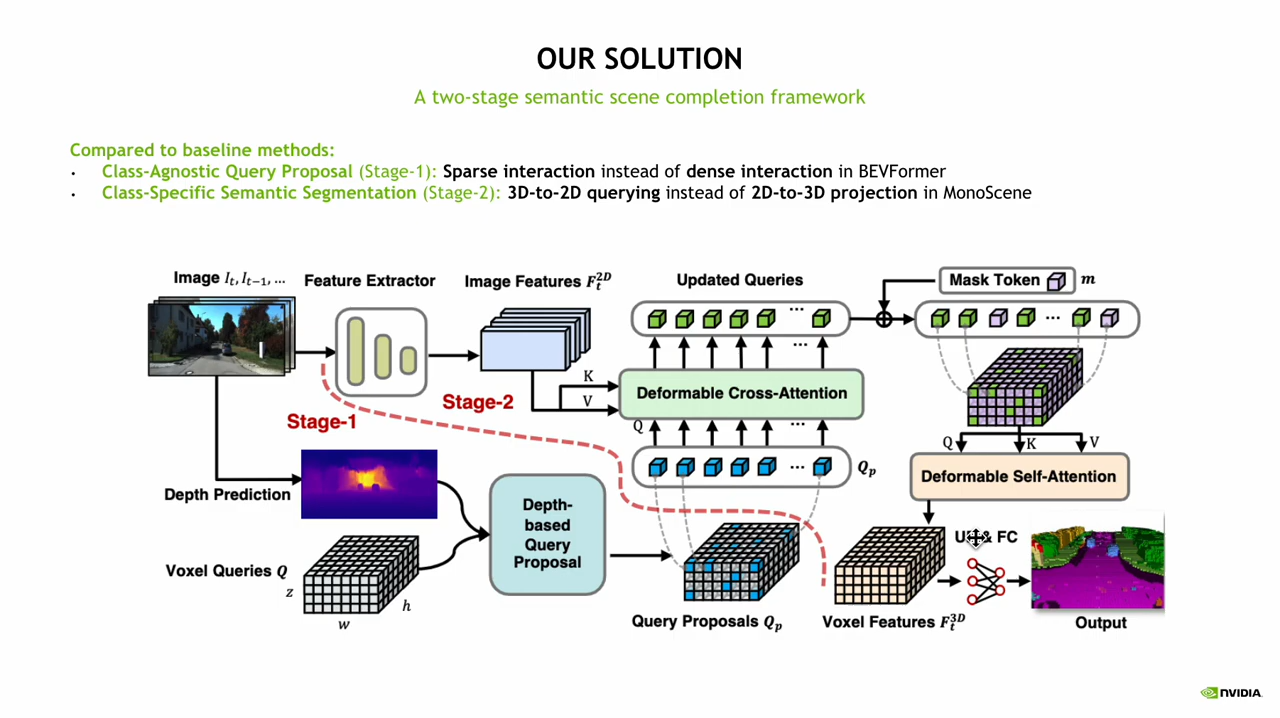 OUR SOLUTION
A two-stage semantic scene completion framework
Compared to baseline methods:
• Class-Agnostic Query Proposal (Stage-1): Sparse interaction instead of dense interaction in BEVFormer
• Class-Specific Semantic Segmentation (Stage-2): 3D-to-2D querying instead of 2D-to-3D projection in MonoScene
Image I_t, I_{t-1}, ...
Feature Extractor
Image Features F_t^{2D}
Updated Queries
Mask Token m
...
...
...
K
V
Deformable Cross-Attention
Stage-1
Stage-2
Q
...
Q K V
... Q_p
Deformable Self-Attention
Depth Prediction
Depth-
based
Query
Proposal
& FC
Voxel Queries Q
z
h
w
Query Proposals Q_p
Voxel Features F_t^{3D}
Output
NVIDIA.